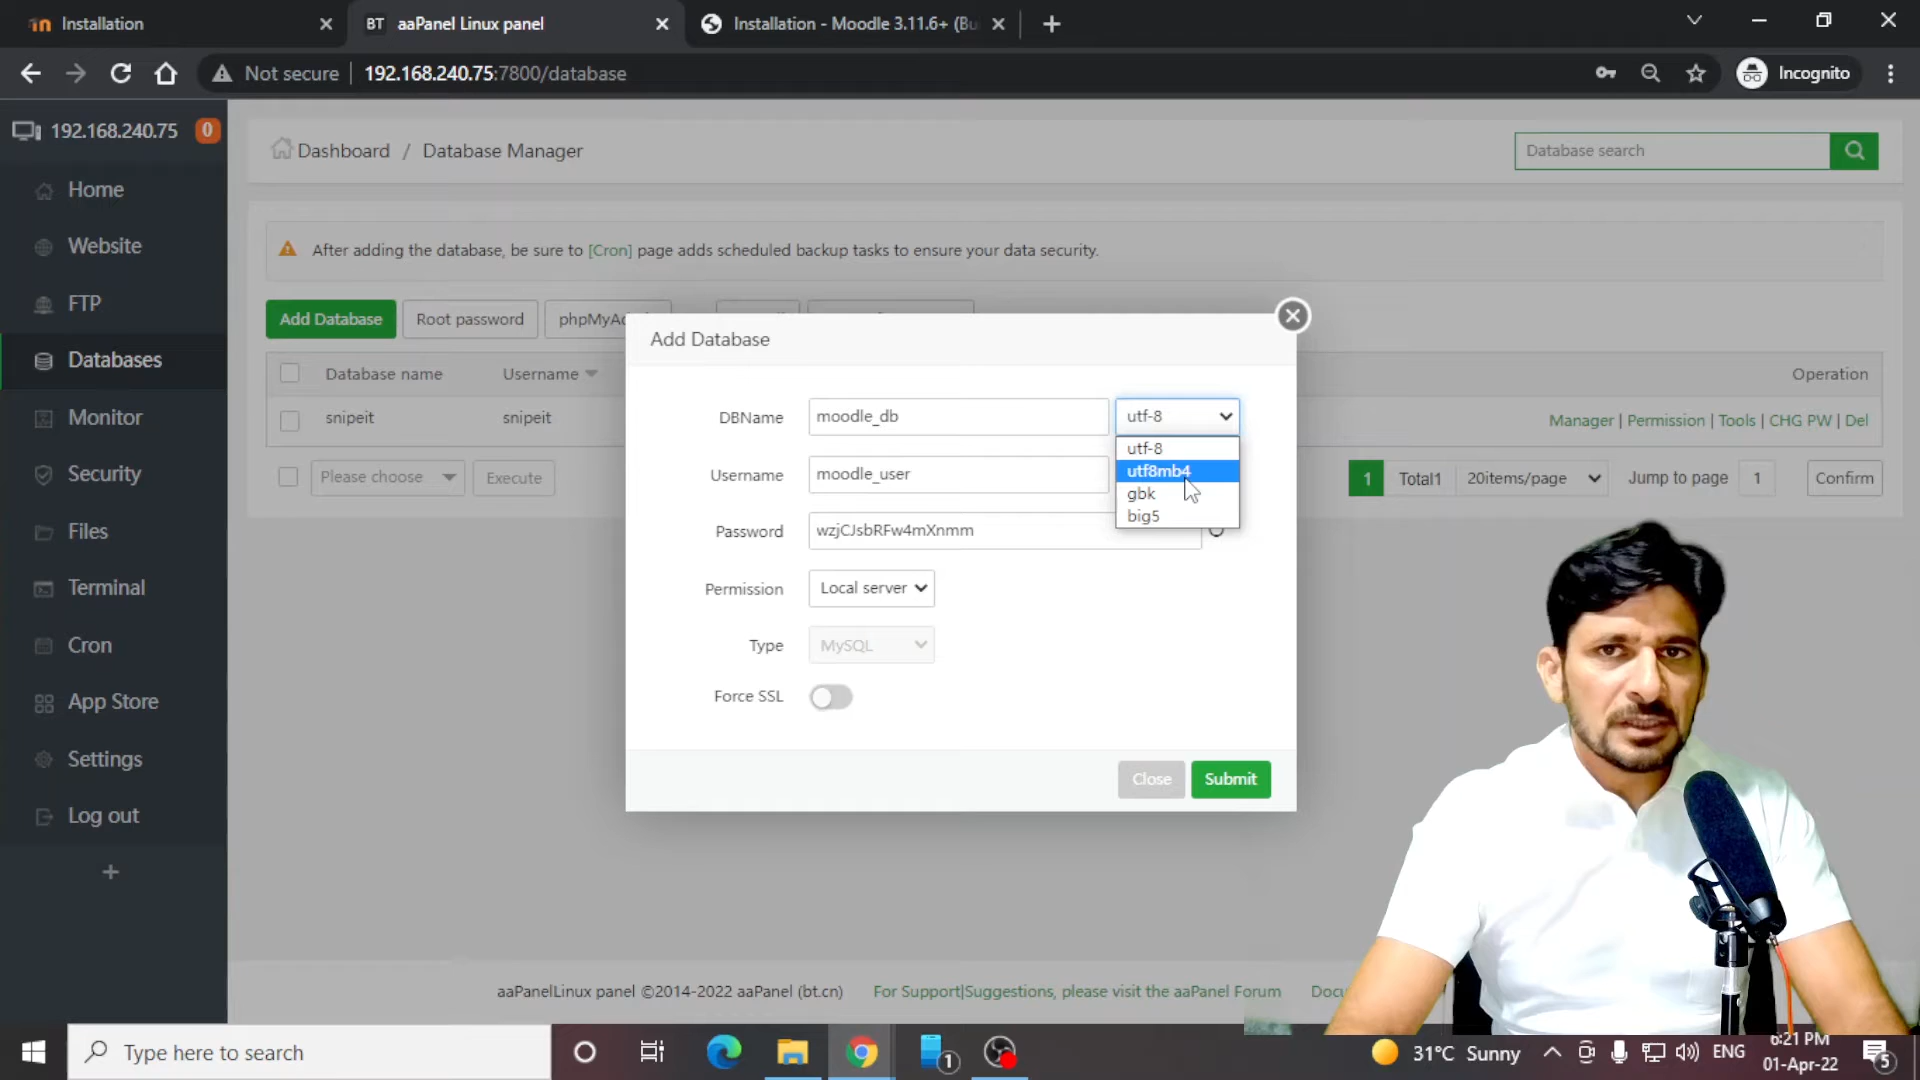 Installation
BT aaPanel Linux panel
Installation - Moodle 3.11.6+ (Bu
Not secure
192.168.240.75:7800/database
Incognito
192.168.240.75
0
Home
Website
FTP
Databases
Monitor
Security
Files
Terminal
Cron
App Store
Settings
Log out
Dashboard / Database Manager
Database search
After adding the database, be sure to [Cron] page adds scheduled backup tasks to ensure your data security.
Add Database
Root password
Database name
Username
Operation
snipeit
snipeit
Manager | Permission | Tools | CHG PW | Del
Please choose
Execute
1
Total1
20items/page
Jump to page
1
Confirm
Add Database
DBName
moodle_db
utf-8
utf-8
utf8mb4
gbk
big5
Username
moodle_user
Password
wzjCJsbRFw4mXnmm
Permission
Local server
Type
MySQL
Force SSL
Close
Submit
aaPanelLinux panel ©2014-2022 aaPanel (bt.cn)
For Support|Suggestions, please visit the aaPanel Forum
Type here to search
1
31°C Sunny
ENG
6:21 PM
01-Apr-22
5